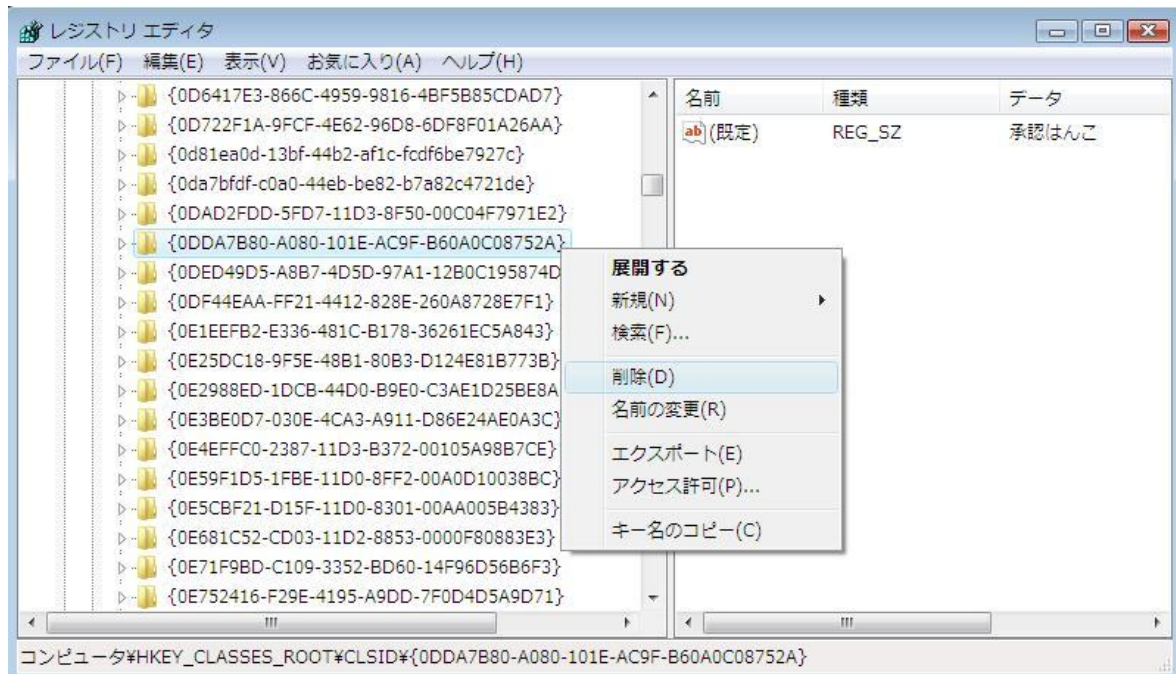 レジストリ エディタ
ファイル(F) 編集(E) 表示(V) お気に入り(A) ヘルプ(H)
{0D6417E3-866C-4959-9816-4BF5B85CDAD7}
{0D722F1A-9FCF-4E62-96D8-6DF8F01A26AA}
{0d81ea0d-13bf-44b2-af1c-fcdf6be7927c}
{0da7bfdf-c0a0-44eb-be82-b7a82c4721de}
{0DAD2FDD-5FD7-11D3-8F50-00C04F7971E2}
{0DDA7B80-A080-101E-AC9F-B60A0C08752A}
{0DED49D5-A8B7-4D5D-97A1-12B0C195874D
{0DF44EAA-FF21-4412-828E-260A8728E7F1}
{0E1EEFB2-E336-481C-B178-36261EC5A843}
{0E25DC18-9F5E-48B1-80B3-D124E81B773B}
{0E2988ED-1DCB-44D0-B9E0-C3AE1D25BE8A
{0E3BE0D7-030E-4CA3-A911-D86E24AE0A3C}
{0E4EFFC0-2387-11D3-B372-00105A98B7CE}
{0E59F1D5-1FBE-11D0-8FF2-00A0D10038BC}
{0E5CBF21-D15F-11D0-8301-00AA005B4383}
{0E681C52-CD03-11D2-8853-0000F80883E3}
{0E71F9BD-C109-3352-BD60-14F96D56B6F3}
{0E752416-F29E-4195-A9DD-7F0D4D5A9D71}
名前 種類 データ
ab (既定) REG_SZ 承認はんこ
展開する
新規(N)
検索(F)...
削除(D)
名前の変更(R)
エクスポート(E)
アクセス許可(P)...
キー名のコピー(C)
コンピュータ¥HKEY_CLASSES_ROOT¥CLSID¥{0DDA7B80-A080-101E-AC9F-B60A0C08752A}